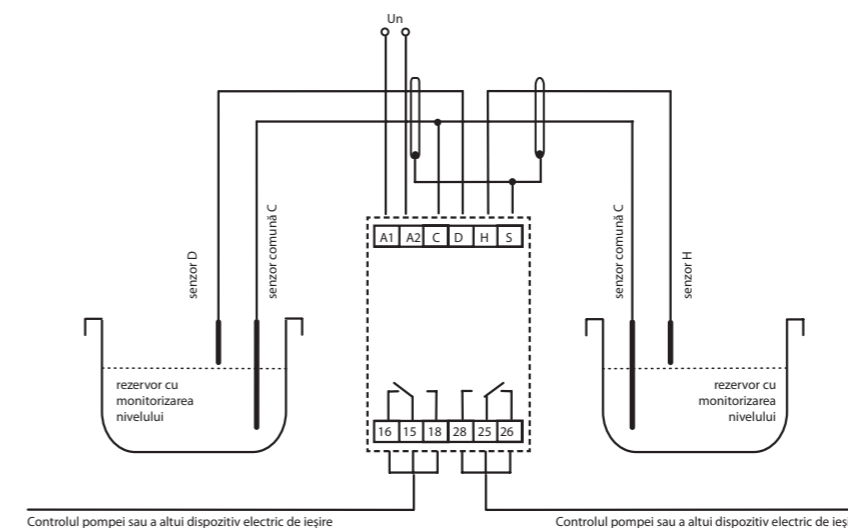 Un
senzor D
senzor comună C
senzor comună C
senzor H
A1 A2 C D H S
rezervor cu
monitorizarea
nivelului
rezervor cu
monitorizarea
nivelului
16 15 18 28 25 26
Controlul pompei sau a altui dispozitiv electric de ieșire
Controlul pompei sau a altui dispozitiv electric de ieș